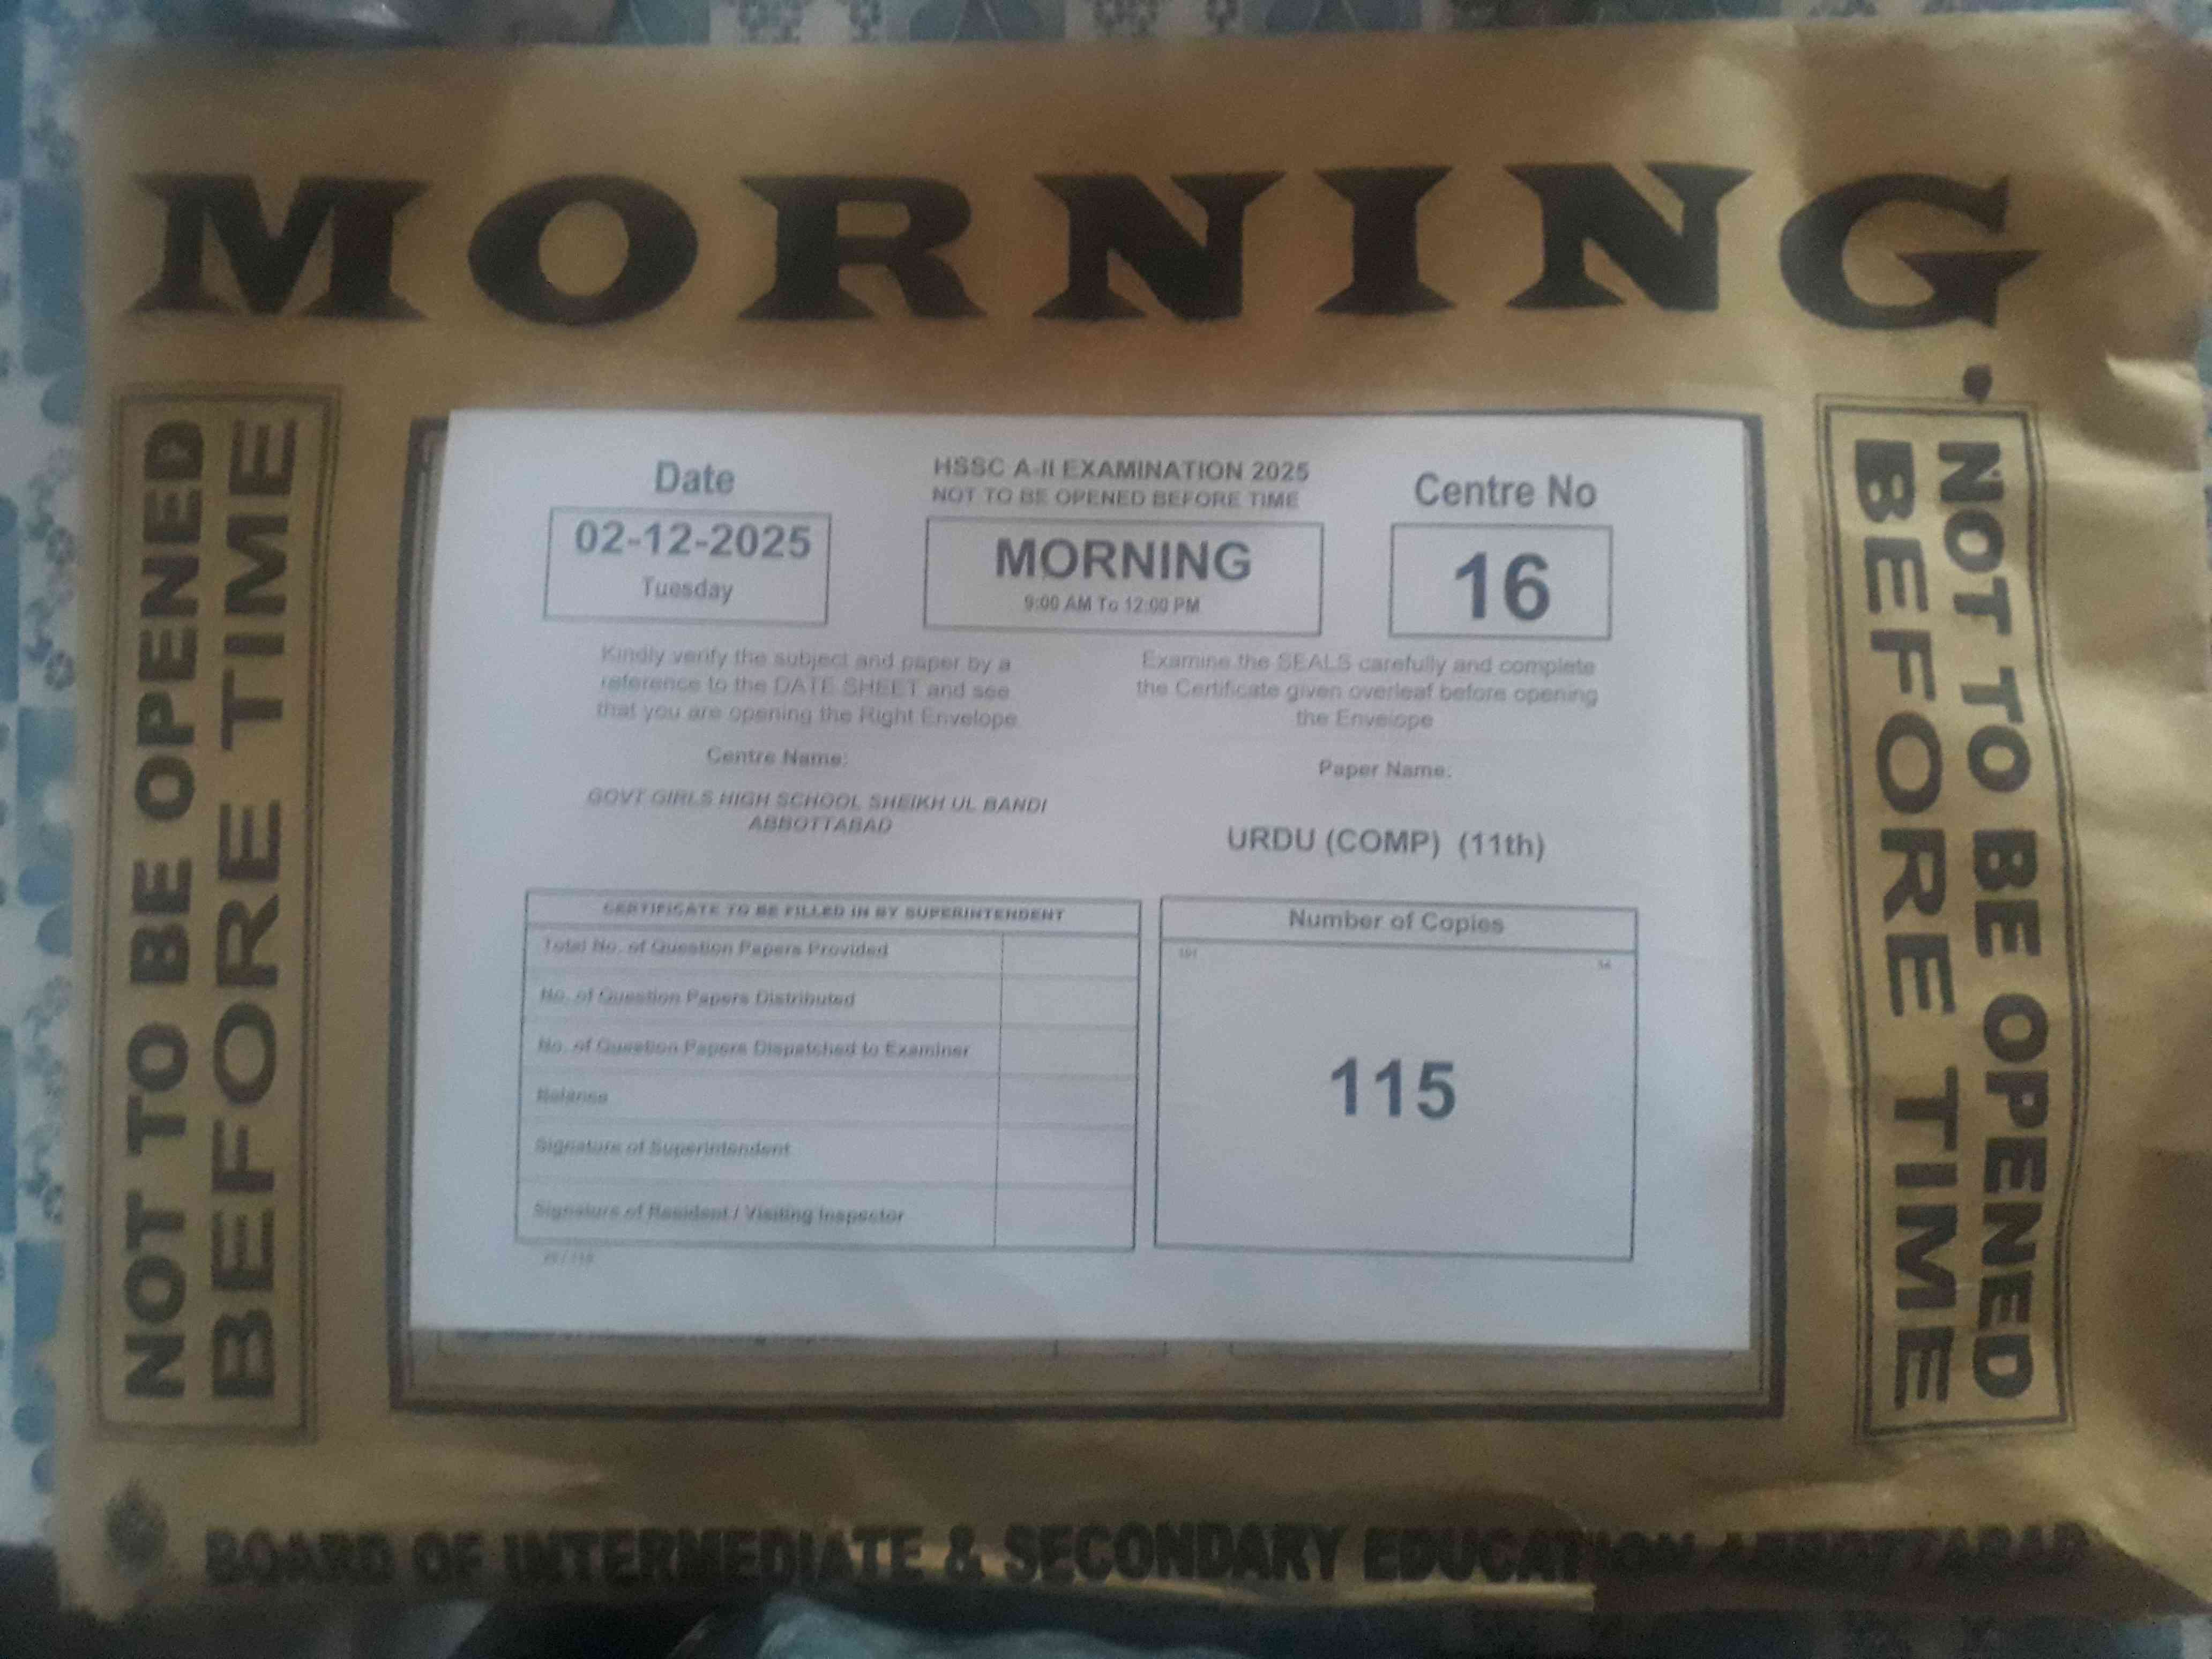 MORNING
NOT TO BE OPENED
BEFORE TIME
Date
02-12-2025
Tuesday
HSSC A-II EXAMINATION 2025
NOT TO BE OPENED BEFORE TIME
MORNING
9:00 AM To 12:00 PM
Centre No
16
Kindly verify the subject and paper by a
reference to the DATE SHEET and see
that you are opening the Right Envelope
Examine the SEALS carefully and complete
the Certificate given overleaf before opening
the Envelope
Centre Name:
GOVT GIRLS HIGH SCHOOL SHEIKH UL BANDI
ABBOTTABAD
Paper Name:
URDU (COMP) (11th)
CERTIFICATE TO BE FILLED IN BY SUPERINTENDENT
Total No. of Question Papers Provided
No. of Question Papers Distributed
No. of Question Papers Dispatched to Examiner
Balance
Signature of Superintendent
Signature of Resident / Visiting Inspector
Number of Copies
115
NOT TO BE OPENED
BEFORE TIME
BOARD OF INTERMEDIATE & SECONDARY EDUCATION ABBOTTABAD